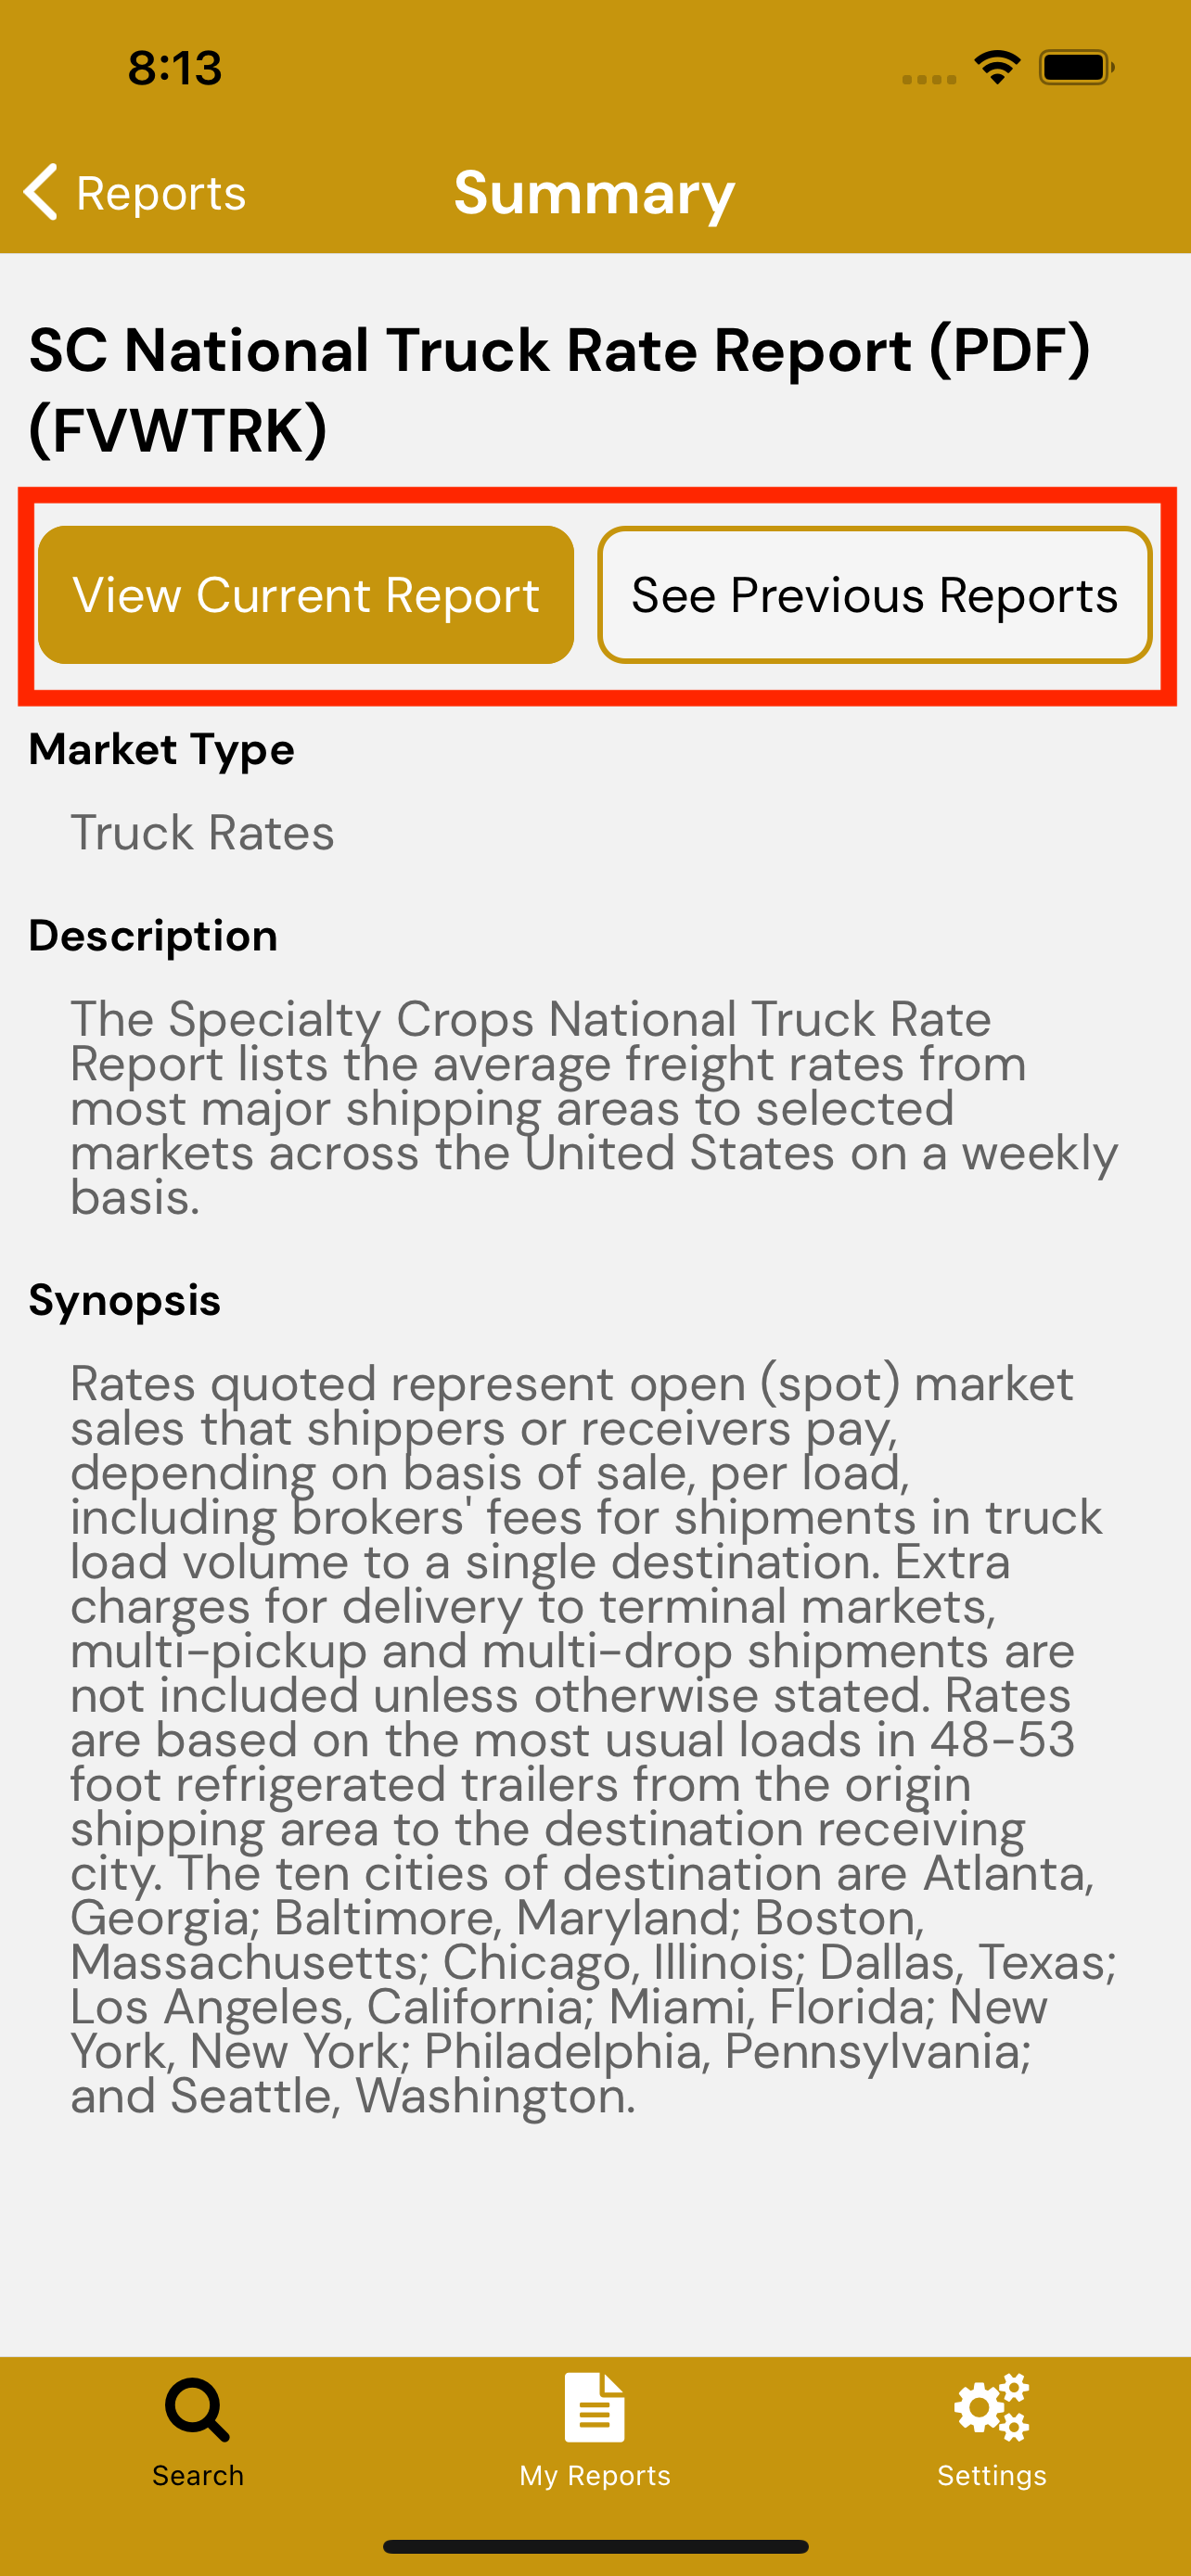 8:13
Reports
Summary
SC National Truck Rate Report (PDF)
(FVWTRK)
View Current Report
See Previous Reports
Market Type
Truck Rates
Description
The Specialty Crops National Truck Rate
Report lists the average freight rates from
most major shipping areas to selected
markets across the United States on a weekly
basis.
Synopsis
Rates quoted represent open (spot) market
sales that shippers or receivers pay,
depending on basis of sale, per load,
including brokers' fees for shipments in truck
load volume to a single destination. Extra
charges for delivery to terminal markets,
multi-pickup and multi-drop shipments are
not included unless otherwise stated. Rates
are based on the most usual loads in 48-53
foot refrigerated trailers from the origin
shipping area to the destination receiving
city. The ten cities of destination are Atlanta,
Georgia; Baltimore, Maryland; Boston,
Massachusetts; Chicago, Illinois; Dallas, Texas;
Los Angeles, California; Miami, Florida; New
York, New York; Philadelphia, Pennsylvania;
and Seattle, Washington.
Search
My Reports
Settings